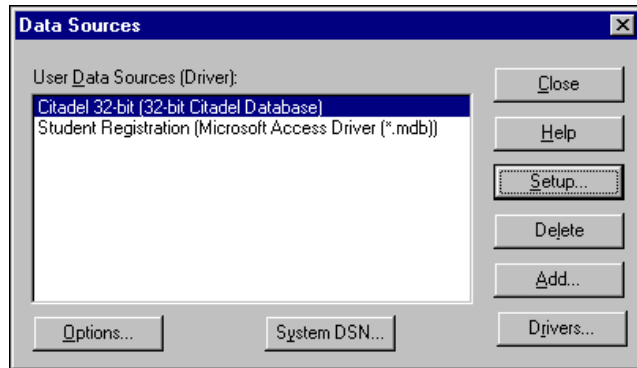 Data Sources
User Data Sources (Driver):
Citadel 32-bit (32-bit Citadel Database)
Student Registration (Microsoft Access Driver (*.mdb))
Close
Help
Setup...
Delete
Add...
Drivers...
Options...
System DSN...